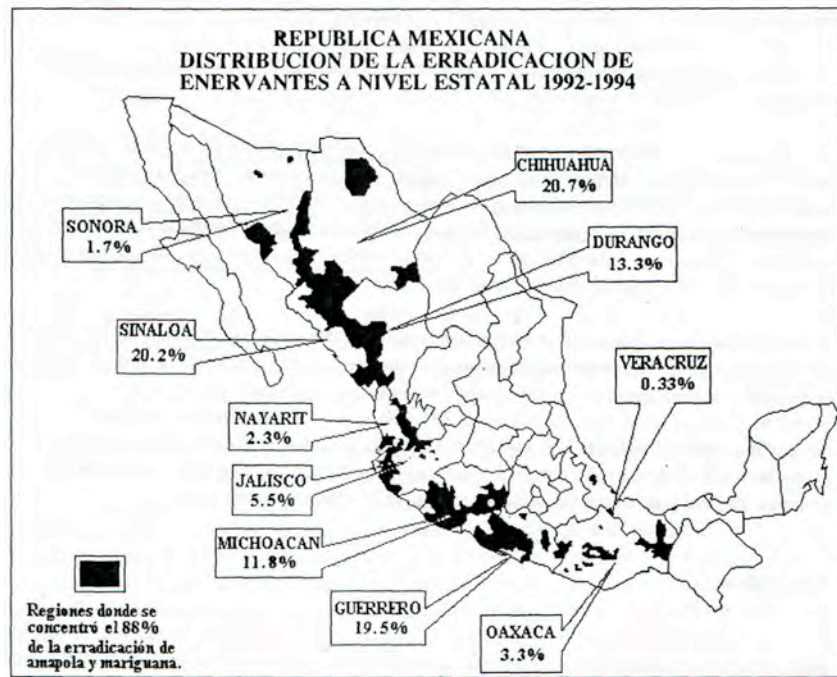 REPUBLICA MEXICANA
DISTRIBUCION DE LA ERRADICACION DE
ENERVANTES A NIVEL ESTATAL 1992-1994
CHIHUAHUA
20.7%
SONORA
1.7%
DURANGO
13.3%
SINALOA
20.2%
VERACRUZ
0.33%
NAYARIT
2.3%
JALISCO
5.5%
MICHOACAN
11.8%
GUERRERO
19.5%
OAXACA
3.3%
Regiones donde se
concentró el 88%
de la erradicación de
amapola y mariguana.